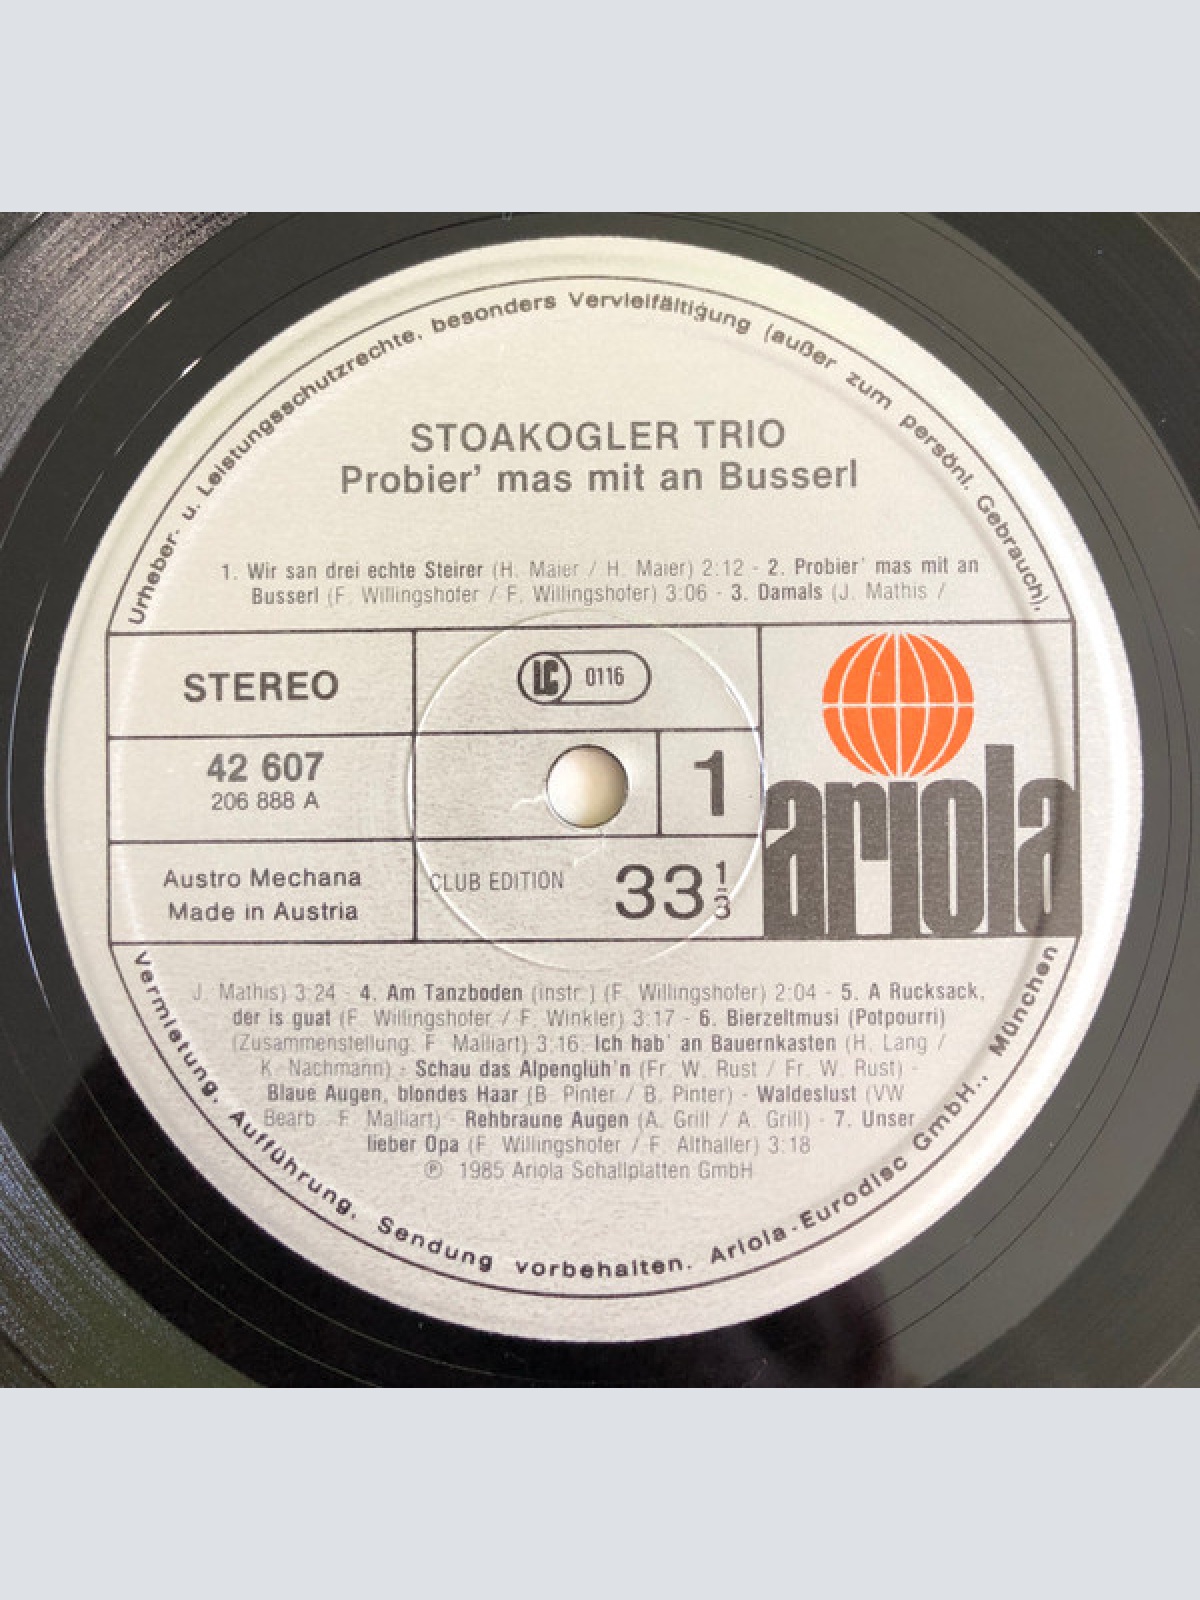 Urheber- u. Leistungsschutzrechte, besonders Vervielfältigung (außer zum persönl. Gebrauch),
STOAKOGLER TRIO
Probier' mas mit an Busserl
1. Wir san drei echte Steirer (H. Maier / H. Maier) 2:12 - 2. Probier' mas mit an
Busserl (F. Willingshofer / F. Willingshofer) 3:06 - 3. Damals (J. Mathis /
STEREO
LC 0116
42 607
206 888 A
1
ariola
Austro Mechana
Made in Austria
CLUB EDITION
33 1/3
J. Mathis) 3:24 - 4. Am Tanzboden (instr.) (F. Willingshofer) 2:04 - 5. A Rucksack,
der is guat (F. Willingshofer / F. Winkler) 3:17 - 6. Bierzeltmusi (Potpourri)
(Zusammenstellung: F. Malliart) 3:16. Ich hab' an Bauernkasten (H. Lang /
K. Nachmann) - Schau das Alpenglüh'n (Fr. W. Rust / Fr. W. Rust) -
Blaue Augen, blondes Haar (B. Pinter / B. Pinter) - Waldeslust (VW
Bearb. F. Malliart) - Rehbraune Augen (A. Grill / A. Grill) - 7. Unser
lieber Opa (F. Willingshofer / F. Althaller) 3:18
℗ 1985 Ariola Schallplatten GmbH
Vermietung, Aufführung, Sendung vorbehalten. Ariola-Eurodisc GmbH., München